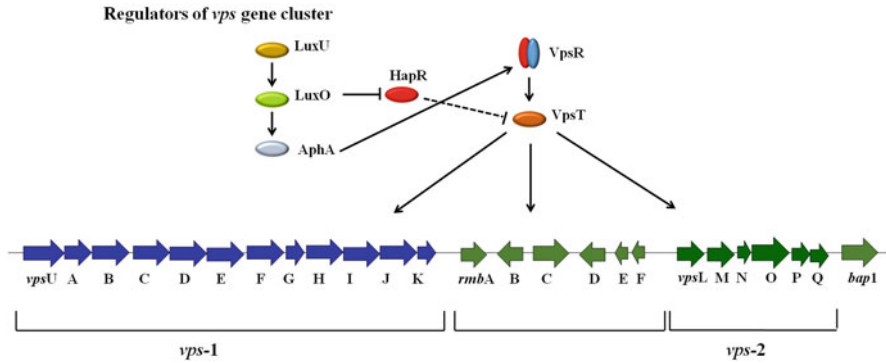 Regulators of vps gene cluster
LuxU
VpsR
HapR
LuxO
VpsT
AphA
vpsU A B C D E F G H I J K rmbA B C D E F vpsL M N O P Q bap1
vps-1 vps-2